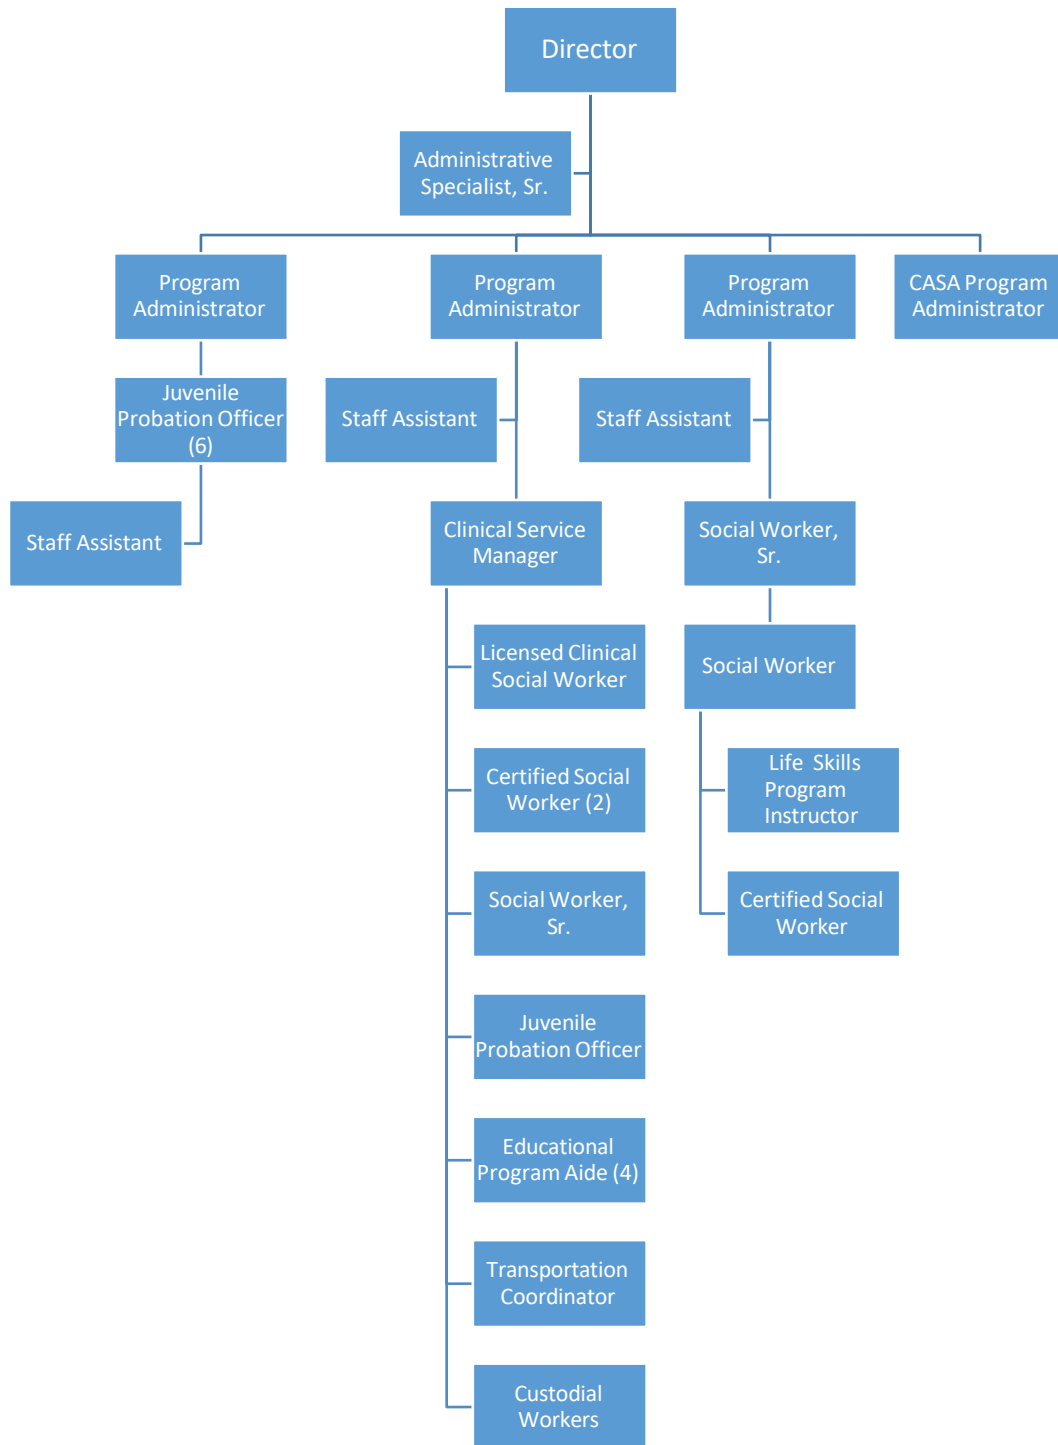 Director
Administrative
Specialist, Sr.
Program
Administrator
Program
Administrator
Program
Administrator
CASA Program
Administrator
Juvenile
Probation Officer
(6)
Staff Assistant
Staff Assistant
Staff Assistant
Clinical Service
Manager
Social Worker,
Sr.
Licensed Clinical
Social Worker
Social Worker
Certified Social
Worker (2)
Life Skills
Program
Instructor
Social Worker,
Sr.
Certified Social
Worker
Juvenile
Probation Officer
Educational
Program Aide (4)
Transportation
Coordinator
Custodial
Workers